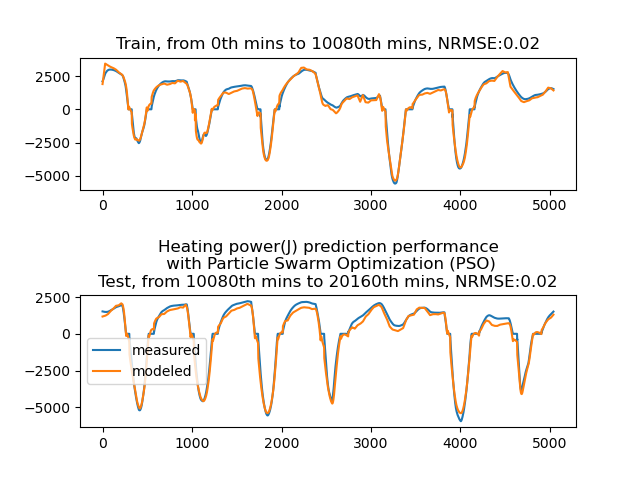 Train, from 0th mins to 10080th mins, NRMSE:0.02
2500
0
−2500
−5000
0 1000 2000 3000 4000 5000
Heating power(J) prediction performance
with Particle Swarm Optimization (PSO)
Test, from 10080th mins to 20160th mins, NRMSE:0.02
2500
0
−2500
−5000
measured
modeled
0 1000 2000 3000 4000 5000